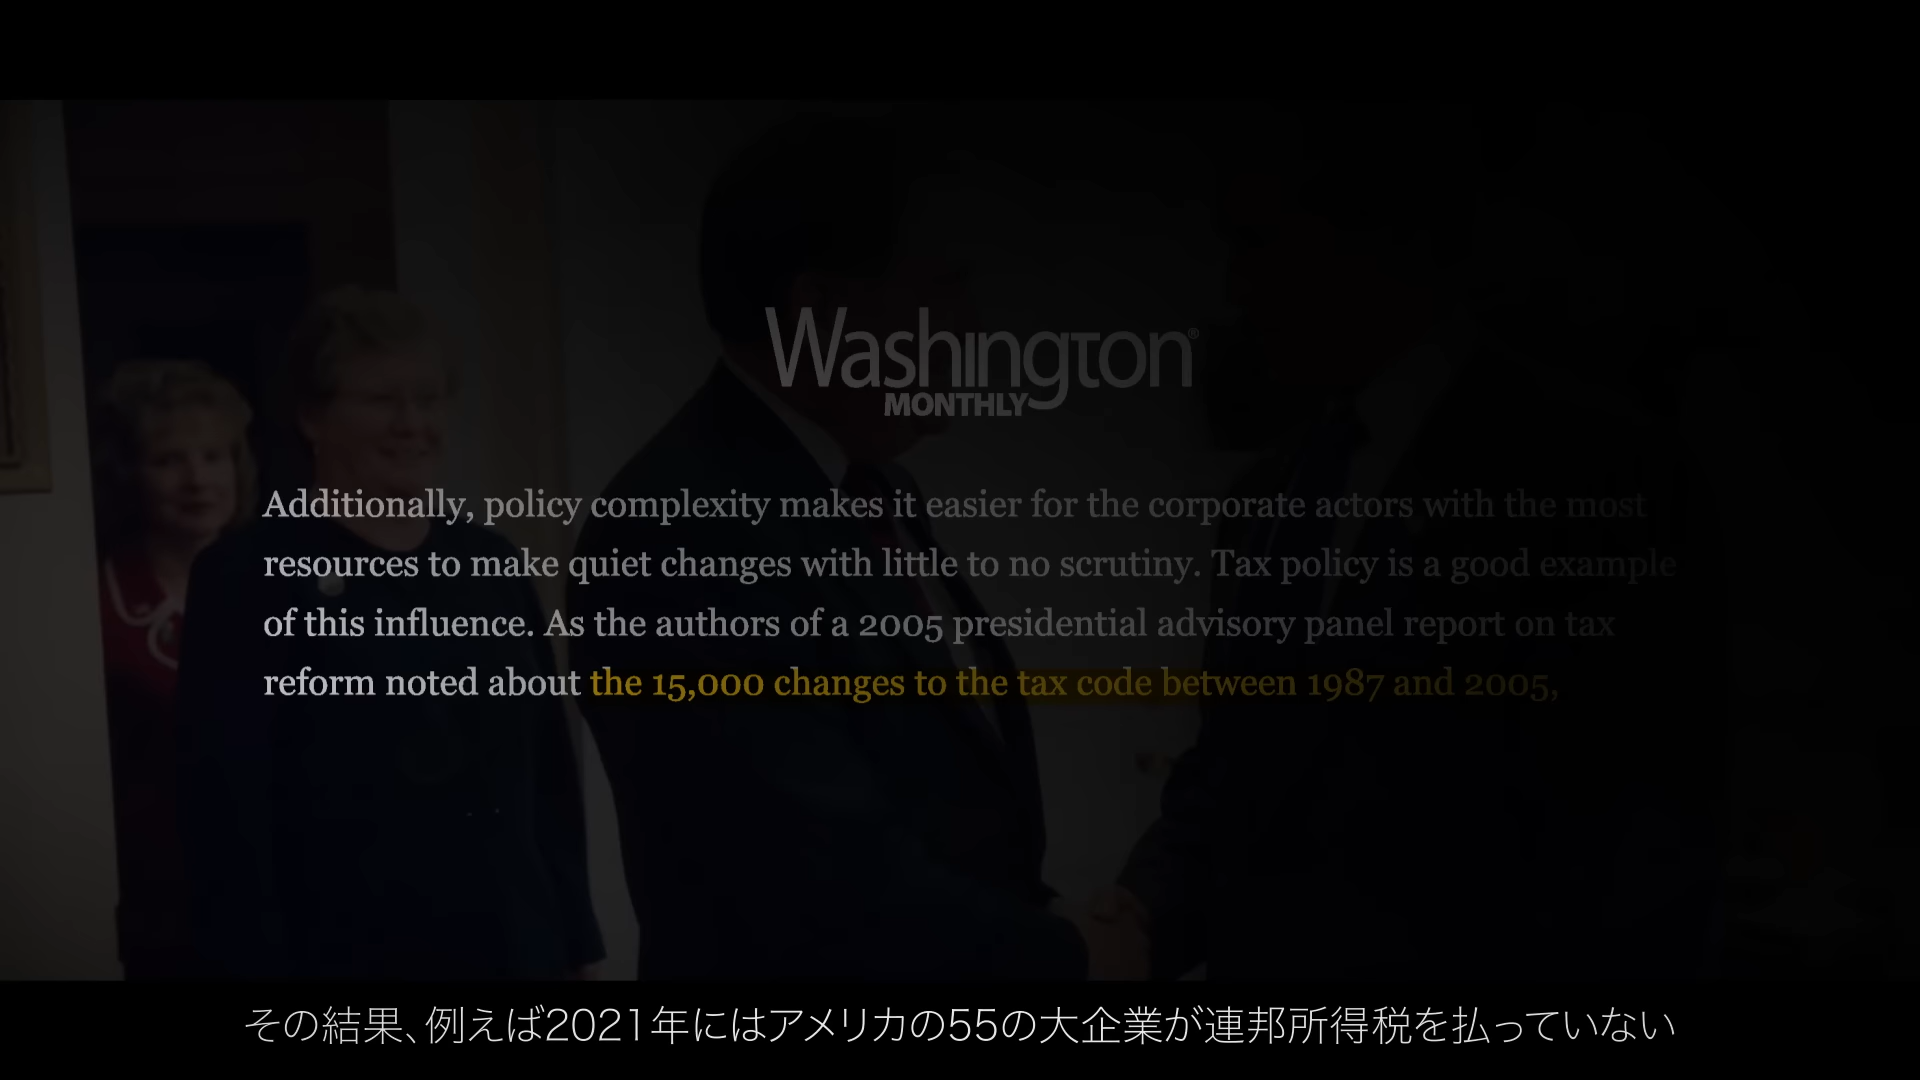 Washington®
MONTHLY
Additionally, policy complexity makes it easier for the corporate actors with the most
resources to make quiet changes with little to no scrutiny. Tax policy is a good example
of this influence. As the authors of a 2005 presidential advisory panel report on tax
reform noted about the 15,000 changes to the tax code between 1987 and 2005,
その結果、例えば2021年にはアメリカの55の大企業が連邦所得税を払っていない